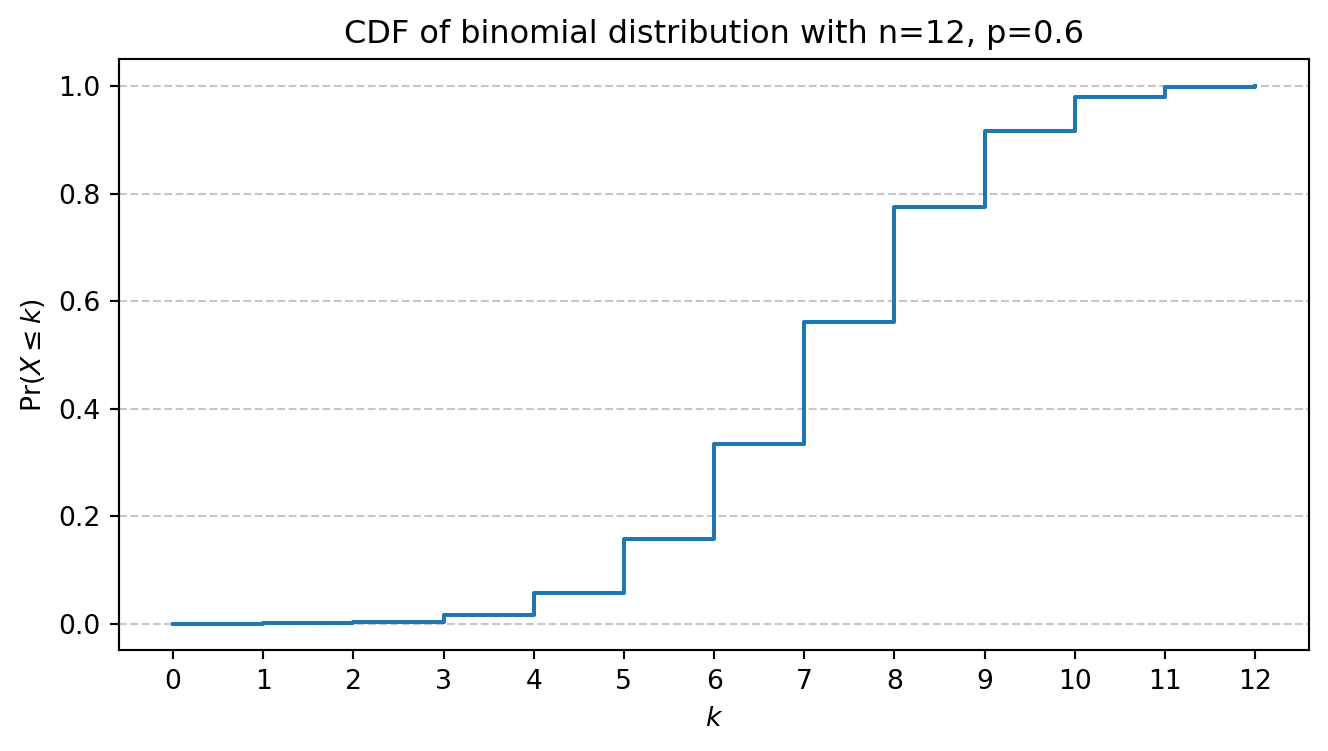 CDF of binomial distribution with n=12, p=0.6
Pr(X ≤ k)
1.0
0.8
0.6
0.4
0.2
0.0
0 1 2 3 4 5 6 7 8 9 10 11 12
k